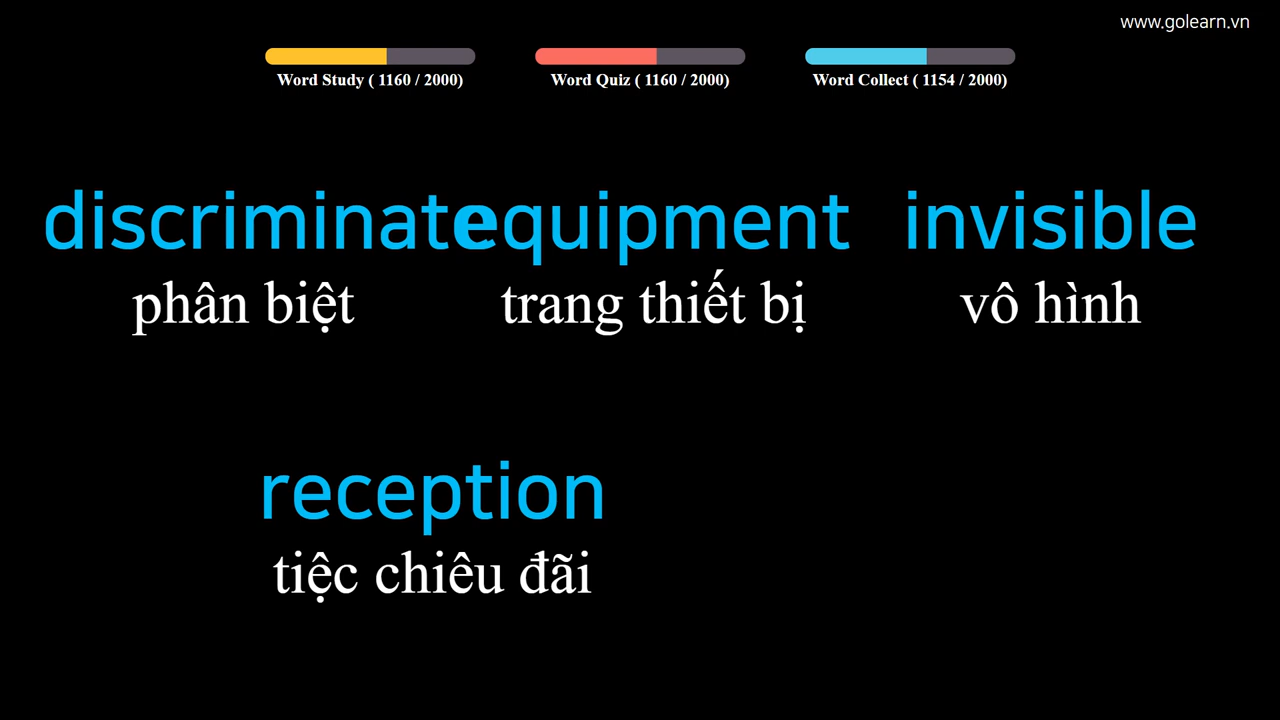 www.golearn.vn
Word Study ( 1160 / 2000) Word Quiz ( 1160 / 2000) Word Collect ( 1154 / 2000)
discriminate equipment invisible
phân biệt trang thiết bị vô hình
reception
tiệc chiêu đãi